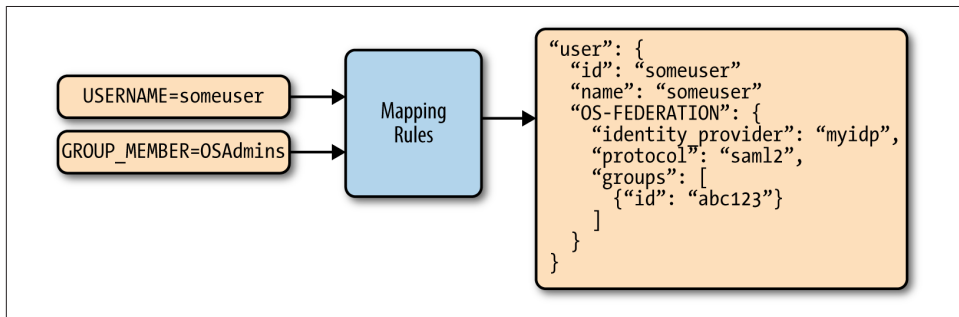 USERNAME=someuser
GROUP_MEMBER=OSAdmins
Mapping
Rules
“user”: {
“id”: “someuser”
“name”: “someuser”
“OS-FEDERATION”: {
“identity_provider”: “myidp”,
“protocol”: “saml2”,
“groups”: [
{“id”: “abc123”}
]
}
}